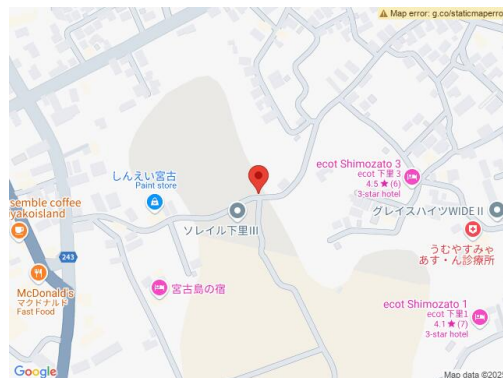 Map error: g.co/staticmaperro
ecot Shimozato 3
ecot 下里 3
4.5★(6)
3-star hotel
しんえい宮古
Paint store
semble coffee
yakoisland
ソレイル下里III
グレイスハイツWIDEⅡ
うむやすみゃ
あす・ん診療所
243
McDonald's
マクドナルド
Fast Food
宮古島の宿
ecot Shimozato 1
ecot 下里1
4.1★(7)
3-star hotel
Google
Map data ©202